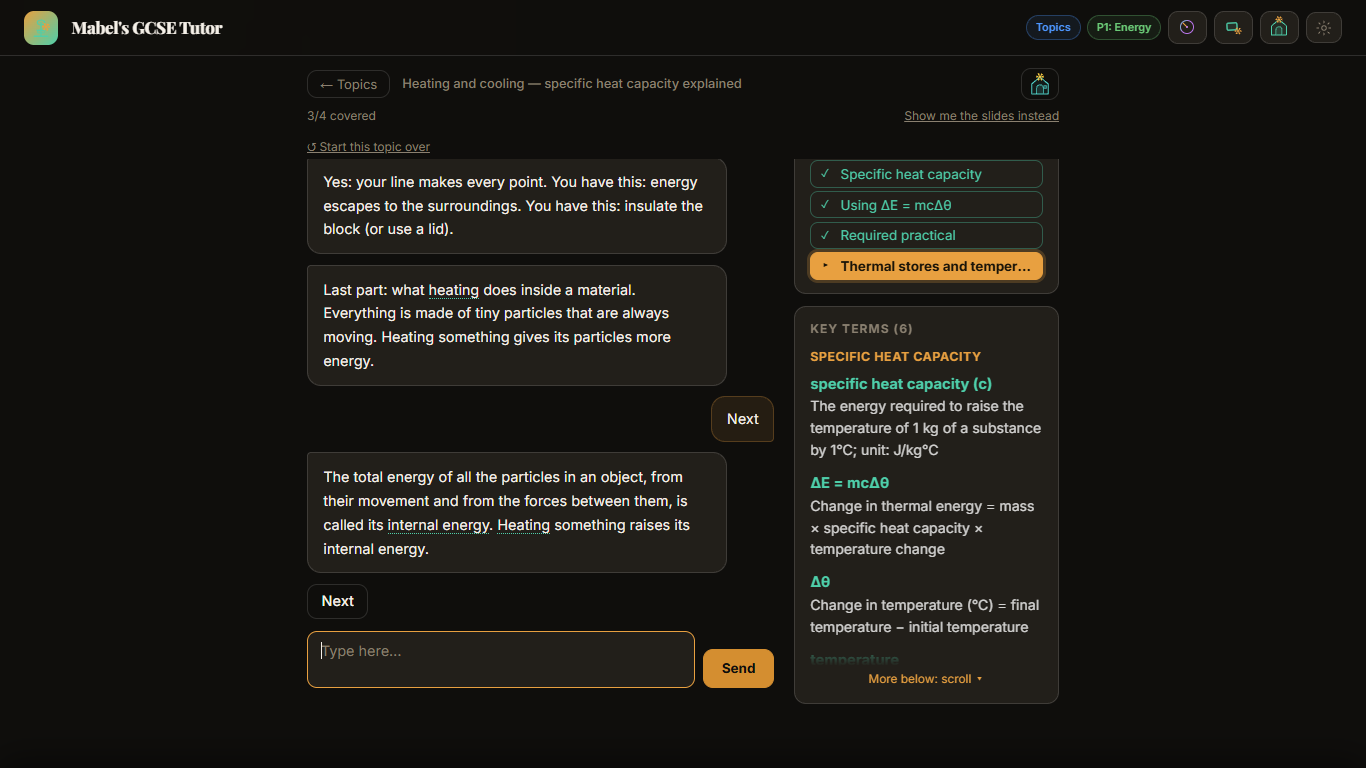 Mabel's GCSE Tutor
Topics
P1: Energy
← Topics
Heating and cooling — specific heat capacity explained
3/4 covered
Show me the slides instead
↺ Start this topic over
Yes: your line makes every point. You have this: energy
escapes to the surroundings. You have this: insulate the
block (or use a lid).
Last part: what heating does inside a material.
Everything is made of tiny particles that are always
moving. Heating something gives its particles more
energy.
Next
The total energy of all the particles in an object, from
their movement and from the forces between them, is
called its internal energy. Heating something raises its
internal energy.
Next
Type here...
Send
✓ Specific heat capacity
✓ Using ΔE = mcΔθ
✓ Required practical
Thermal stores and temper...
KEY TERMS (6)
SPECIFIC HEAT CAPACITY
specific heat capacity (c)
The energy required to raise the
temperature of 1 kg of a substance
by 1°C; unit: J/kg°C
ΔE = mcΔθ
Change in thermal energy = mass
× specific heat capacity ×
temperature change
Δθ
Change in temperature (°C) = final
temperature − initial temperature
temperature
More below: scroll